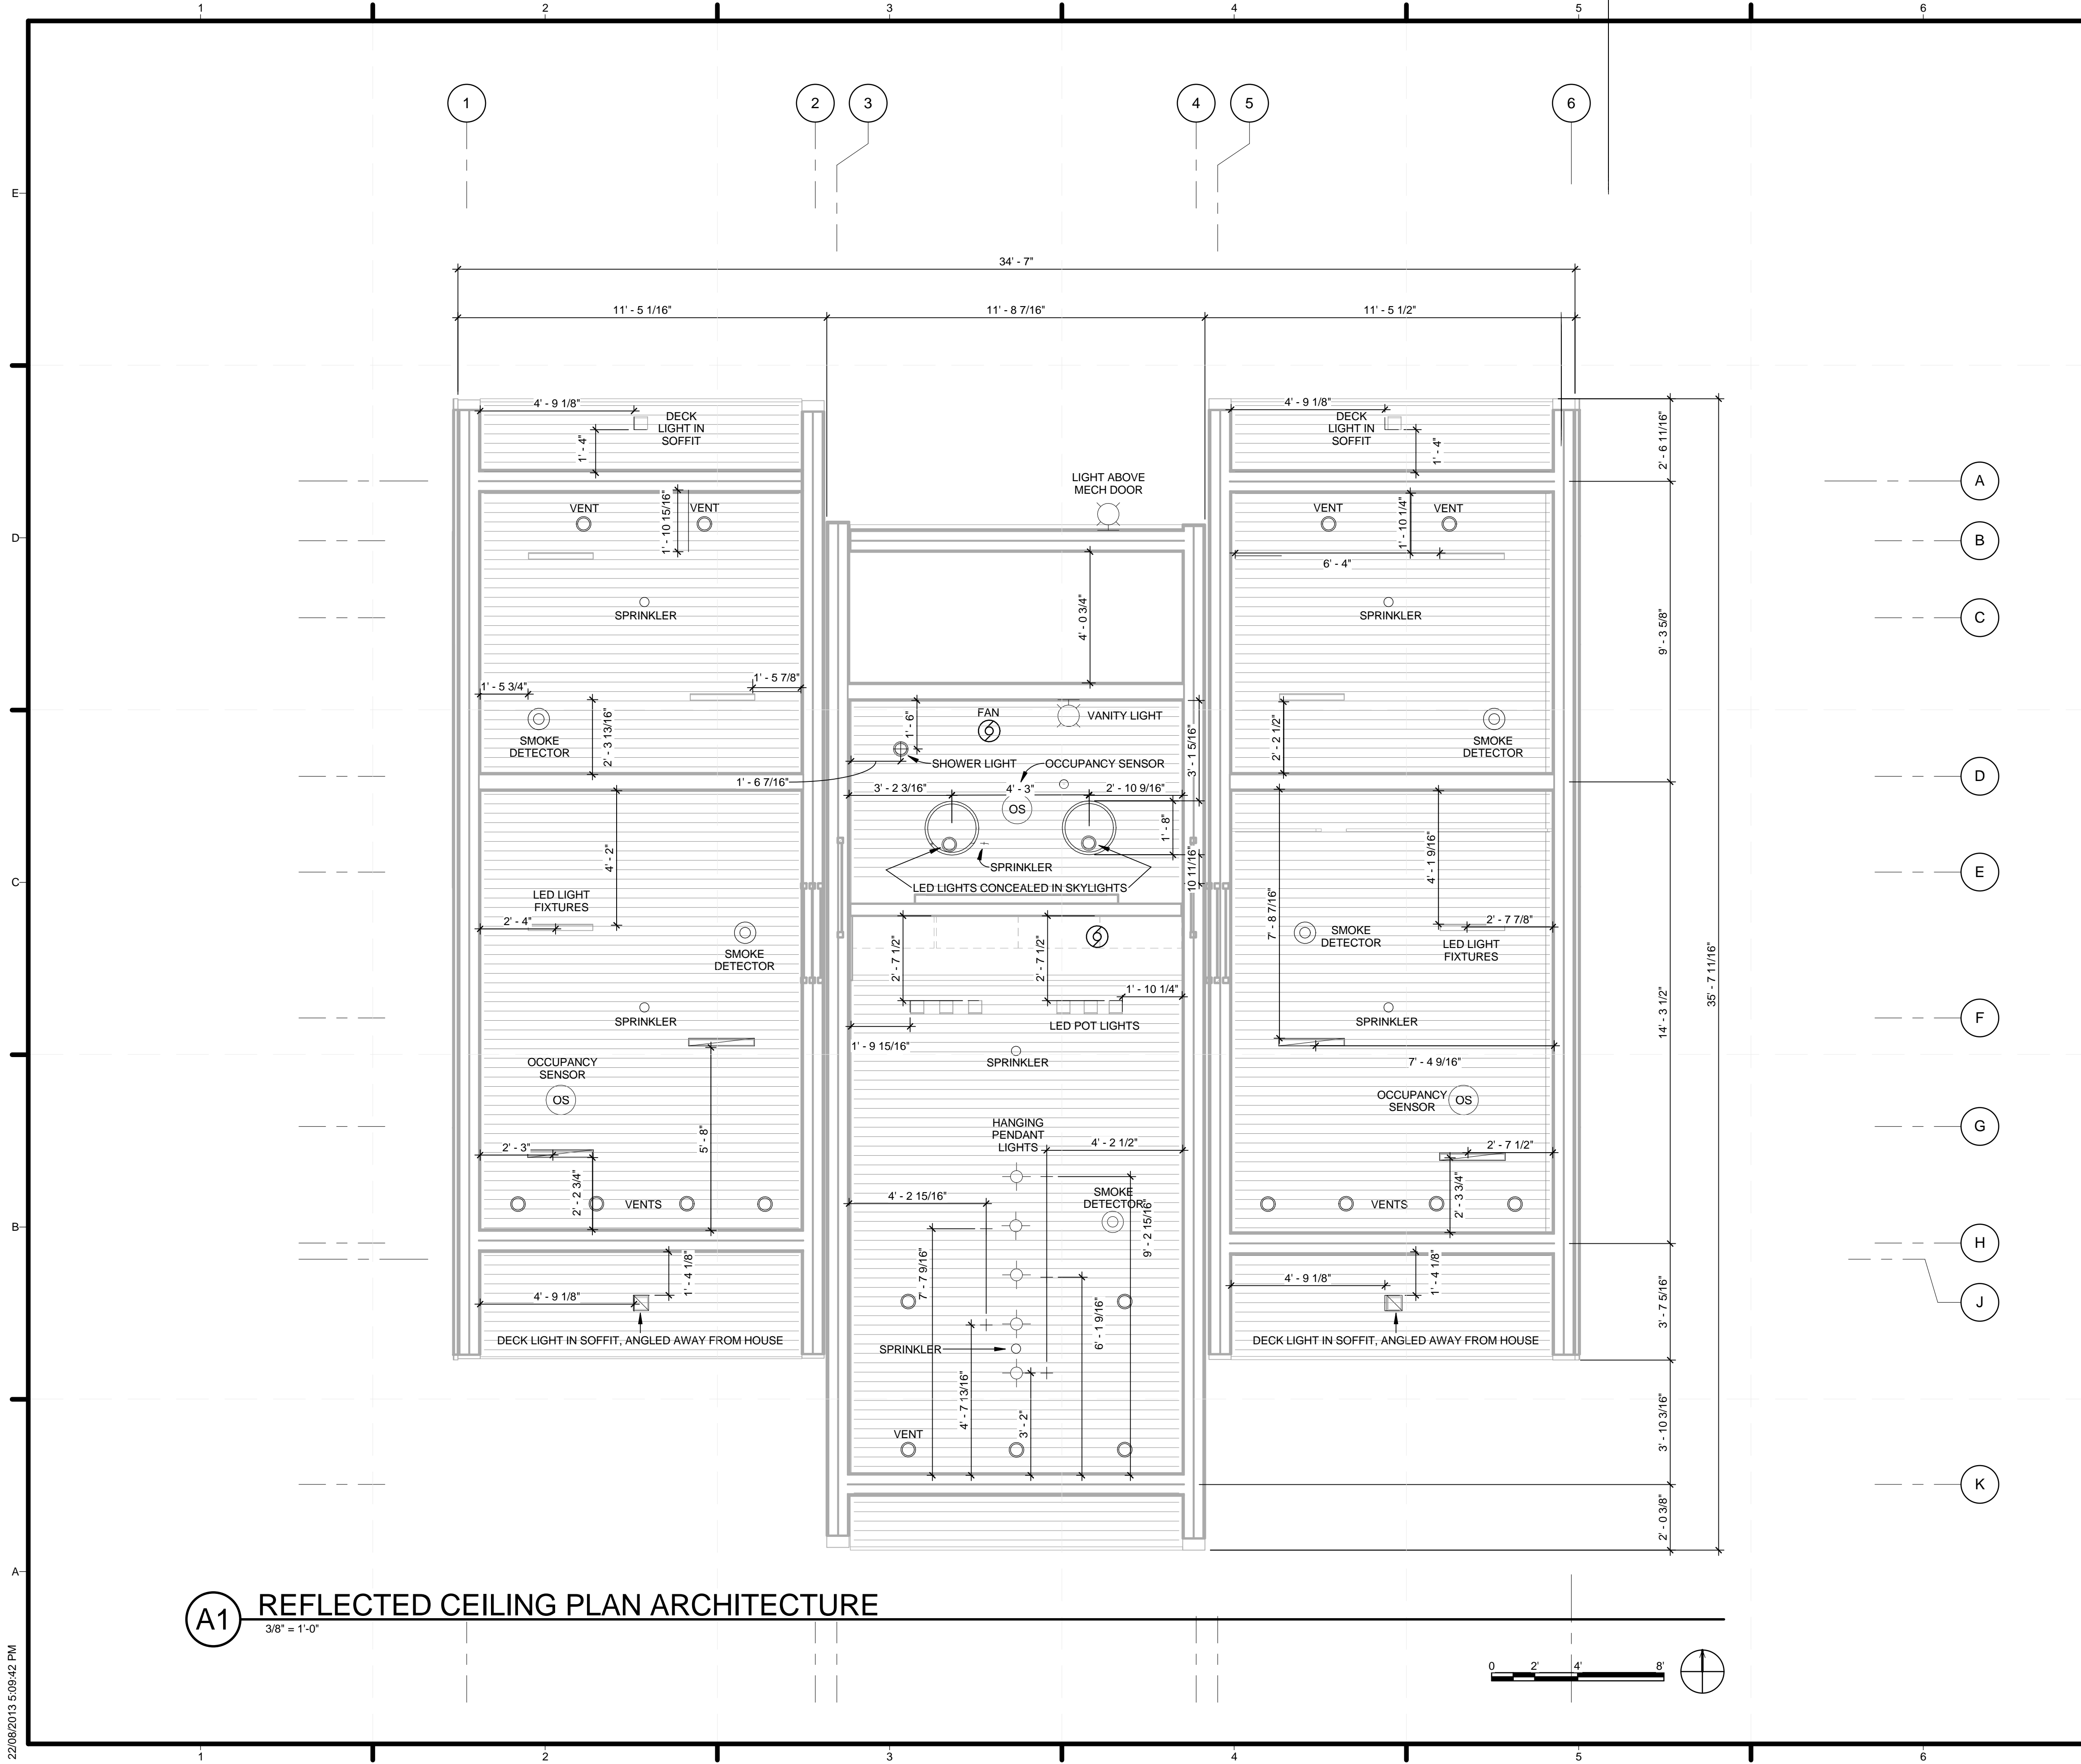 1 2 3 4 5 6
1 2 3 4 5 6
E
34' - 7"
11' - 5 1/16" 11' - 8 7/16" 11' - 5 1/2"
4' - 9 1/8"
DECK
LIGHT IN
SOFFIT
1' - 4"
4' - 9 1/8"
DECK
LIGHT IN
SOFFIT
1' - 4"
2' - 6 11/16"
LIGHT ABOVE
MECH DOOR
A
VENT
1' - 10 15/16"
VENT
VENT
1' - 10 1/4"
VENT
D
B
6' - 4"
SPRINKLER
4' - 0 3/4"
SPRINKLER
9' - 3 5/8"
C
1' - 5 3/4"
1' - 5 7/8"
SMOKE
DETECTOR
2' - 3 13/16"
1' - 6"
FAN
VANITY LIGHT
3' - 1 5/16"
2' - 2 1/2"
SMOKE
DETECTOR
SHOWER LIGHT
OCCUPANCY SENSOR
1' - 6 7/16"
D
3' - 2 3/16"
4' - 3"
2' - 10 9/16"
OS
1' - 8"
4' - 2"
4' - 1 9/16"
SPRINKLER
10 11/16"
LED LIGHTS CONCEALED IN SKYLIGHTS
C
E
LED LIGHT
FIXTURES
2' - 4"
SMOKE
DETECTOR
2' - 7 1/2"
2' - 7 1/2"
7' - 8 7/16"
SMOKE
DETECTOR
2' - 7 7/8"
LED LIGHT
FIXTURES
35' - 7 11/16"
1' - 10 1/4"
SPRINKLER
LED POT LIGHTS
SPRINKLER
14' - 3 1/2"
F
1' - 9 15/16"
SPRINKLER
7' - 4 9/16"
OCCUPANCY
SENSOR
OS
OCCUPANCY
SENSOR
OS
HANGING
PENDANT
LIGHTS
4' - 2 1/2"
5' - 8"
G
2' - 3"
2' - 7 1/2"
2' - 2 3/4"
VENTS
4' - 2 15/16"
SMOKE
DETECTOR
9' - 2 15/16"
VENTS
2' - 3 3/4"
B
H
7' - 7 9/16"
1' - 4 1/8"
4' - 9 1/8"
4' - 9 1/8"
1' - 4 1/8"
3' - 7 5/16"
J
DECK LIGHT IN SOFFIT, ANGLED AWAY FROM HOUSE
SPRINKLER
6' - 1 9/16"
DECK LIGHT IN SOFFIT, ANGLED AWAY FROM HOUSE
4' - 7 13/16"
3' - 2"
3' - 10 3/16"
VENT
K
2' - 0 3/8"
A
A1 REFLECTED CEILING PLAN ARCHITECTURE
3/8" = 1'-0"
0 2' 4' 8'
22/08/2013 5:09:42 PM
1 2 3 4 5 6